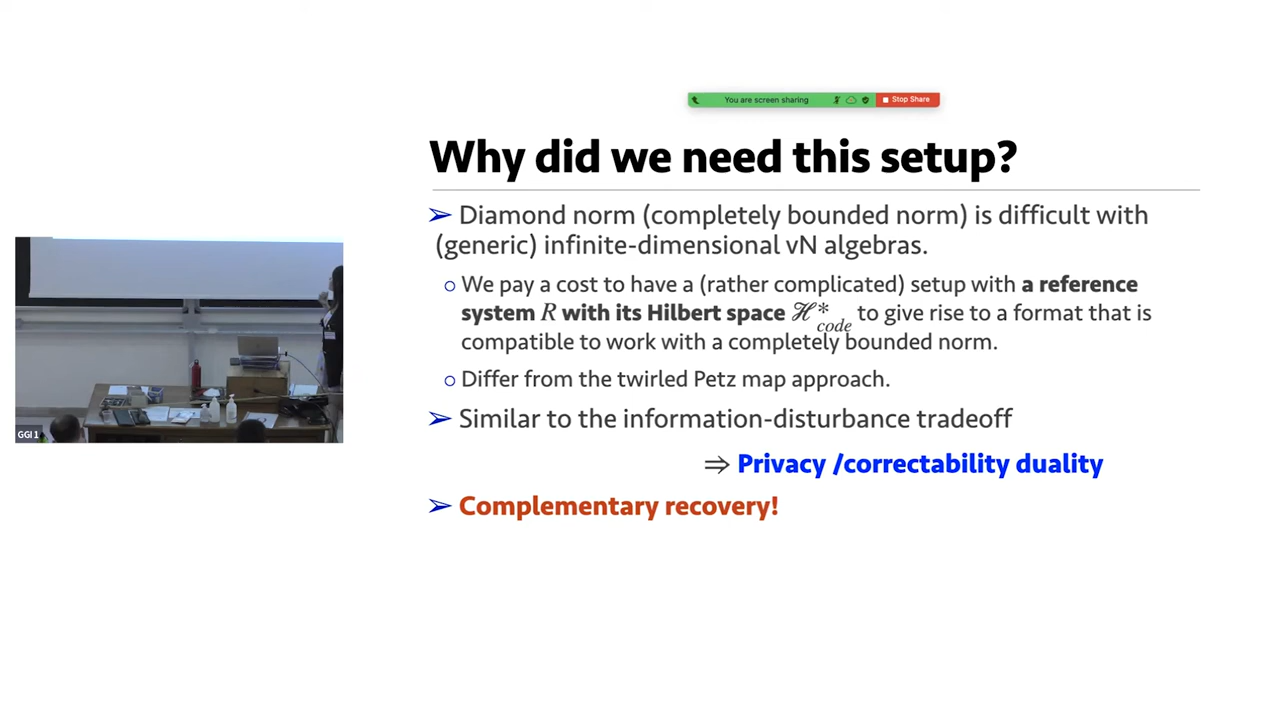 You are screen sharing
Stop Share
Why did we need this setup?
➢ Diamond norm (completely bounded norm) is difficult with
(generic) infinite-dimensional vN algebras.
○ We pay a cost to have a (rather complicated) setup with a reference
system R with its Hilbert space ℋ*code to give rise to a format that is
compatible to work with a completely bounded norm.
○ Differ from the twirled Petz map approach.
➢ Similar to the information-disturbance tradeoff
⇒ Privacy /correctability duality
➢ Complementary recovery!
GGI 1